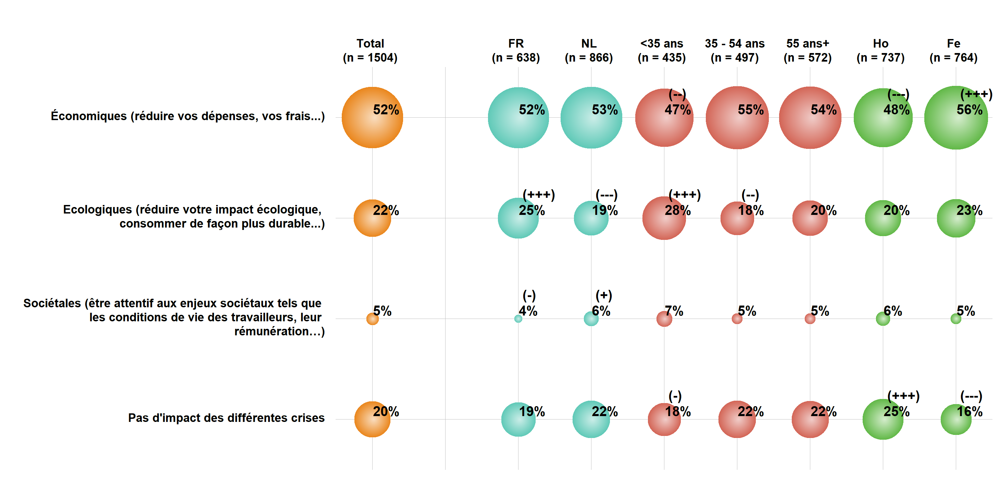 Total FR NL <35 ans 35 - 54 ans 55 ans+ Ho Fe
(n = 1504) (n = 638) (n = 866) (n = 435) (n = 497) (n = 572) (n = 737) (n = 764)
(--) (---) (+++)
Économiques (réduire vos dépenses, vos frais...) 52% 52% 53% 47% 55% 54% 48% 56%
(+++) (---) (+++) (--)
Ecologiques (réduire votre impact écologique, 22% 25% 19% 28% 18% 20% 20% 23%
consommer de façon plus durable...)
(-) (+)
Sociétales (être attentif aux enjeux sociétaux tels que 5% 4% 6% 7% 5% 5% 6% 5%
les conditions de vie des travailleurs, leur
rémunération…)
(-) (+++) (---)
Pas d'impact des différentes crises 20% 19% 22% 18% 22% 22% 25% 16%